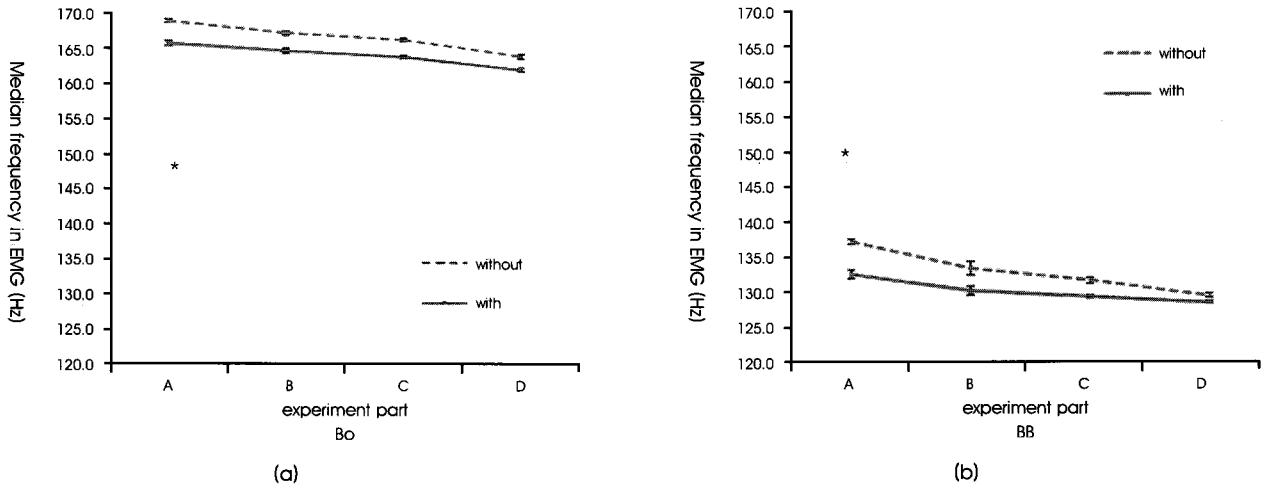 Median frequency in EMG (Hz)
170.0
165.0
160.0
155.0
150.0
145.0
140.0
135.0
130.0
125.0
120.0
*
without
with
A B C D
experiment part
Bo
(a)
Median frequency in EMG (Hz)
170.0
165.0
160.0
155.0
150.0
145.0
140.0
135.0
130.0
125.0
120.0
without
with
*
A B C D
experiment part
BB
(b)